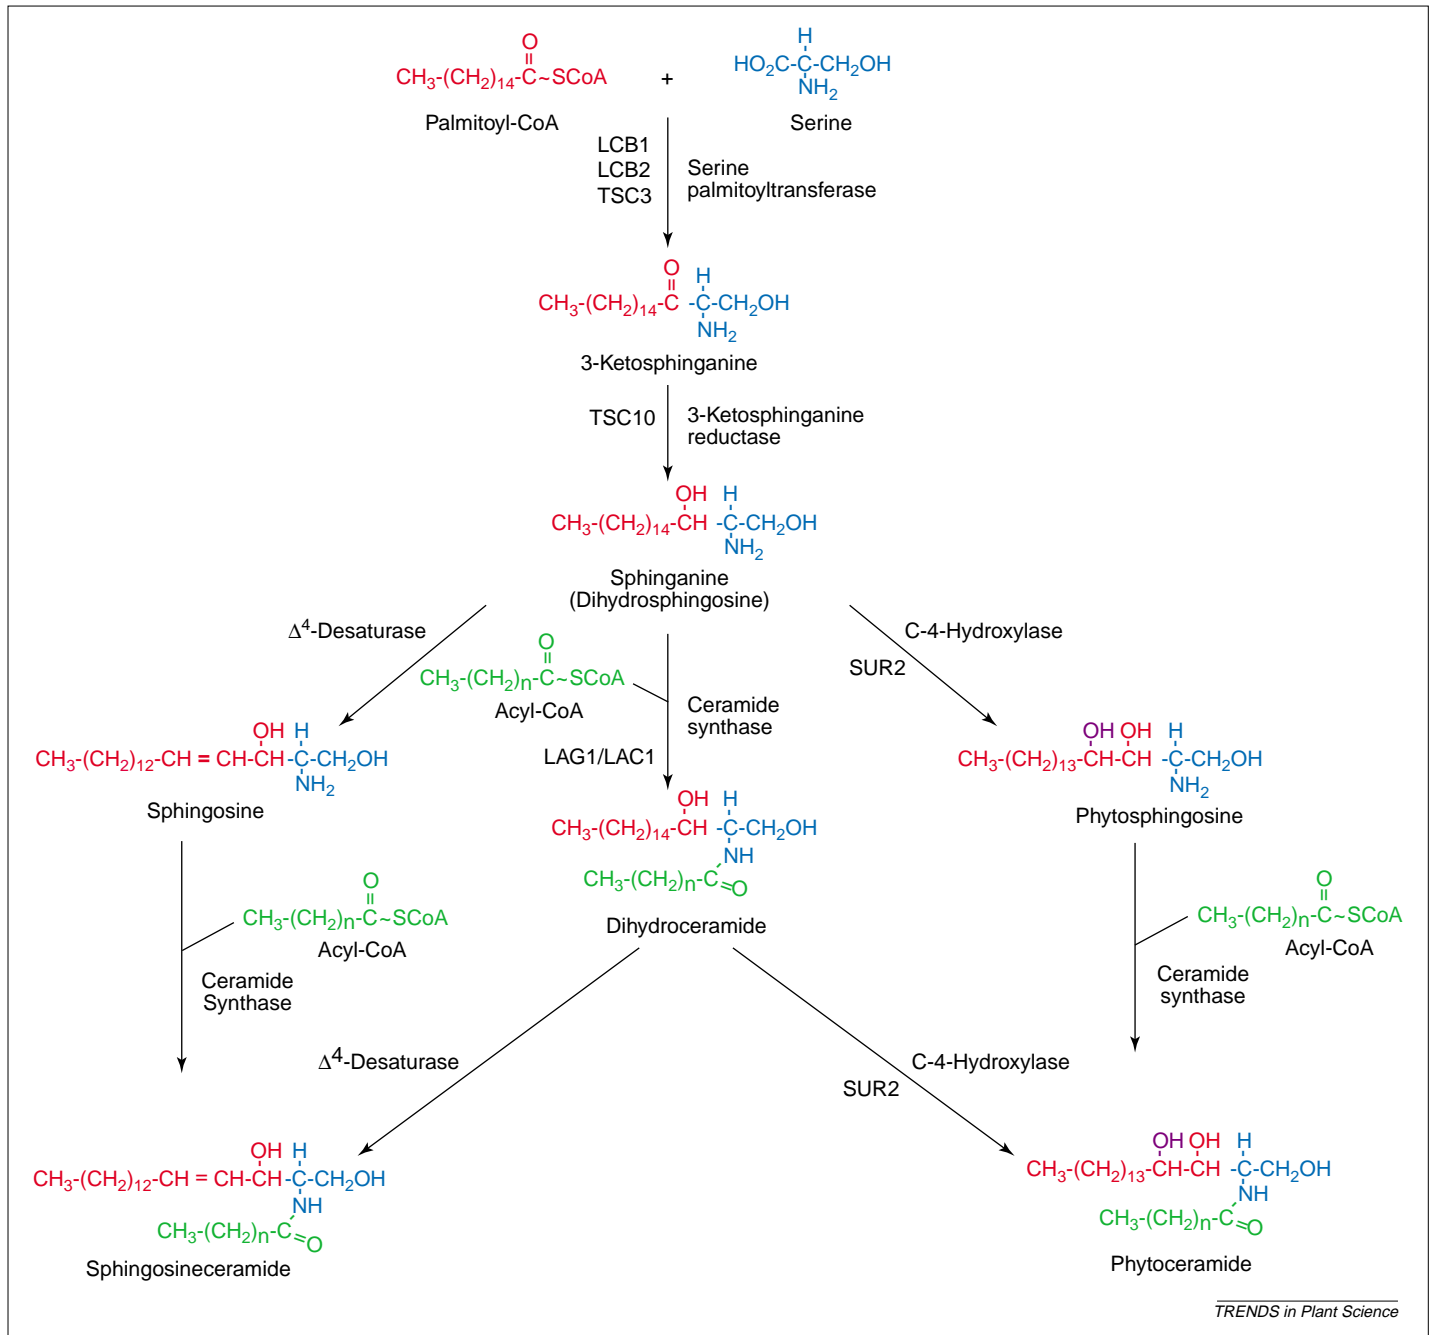 O
CH₃-(CH₂)₁₄-C~SCoA
+
H
HO₂C-C-CH₂OH
NH₂
Palmitoyl-CoA
Serine
LCB1
LCB2
TSC3
Serine
palmitoyltransferase
O
H
CH₃-(CH₂)₁₄-C -C-CH₂OH
NH₂
3-Ketosphinganine
TSC10
3-Ketosphinganine
reductase
OH H
CH₃-(CH₂)₁₄-CH -C-CH₂OH
NH₂
Sphinganine
(Dihydrosphingosine)
Δ⁴-Desaturase
O
CH₃-(CH₂)n-C~SCoA
Acyl-CoA
Ceramide
synthase
LAG1/LAC1
C-4-Hydroxylase
SUR2
OH H
CH₃-(CH₂)₁₂-CH = CH-CH-C-CH₂OH
NH₂
Sphingosine
OH H
CH₃-(CH₂)₁₄-CH -C-CH₂OH
NH
CH₃-(CH₂)n-C=O
Dihydroceramide
OH OH H
CH₃-(CH₂)₁₃-CH-CH -C-CH₂OH
NH₂
Phytosphingosine
O
CH₃-(CH₂)n-C~SCoA
Acyl-CoA
Ceramide
Synthase
O
CH₃-(CH₂)n-C~SCoA
Acyl-CoA
Ceramide
synthase
Δ⁴-Desaturase
C-4-Hydroxylase
SUR2
OH H
CH₃-(CH₂)₁₂-CH = CH-CH-C-CH₂OH
NH
CH₃-(CH₂)n-C=O
Sphingosineceramide
OH OH H
CH₃-(CH₂)₁₃-CH-CH -C-CH₂OH
NH
CH₃-(CH₂)n-C=O
Phytoceramide
TRENDS in Plant Science